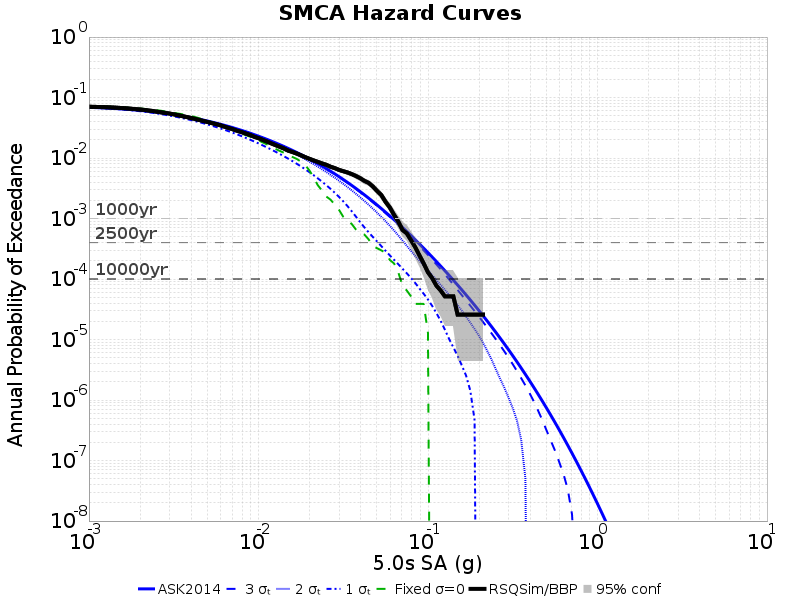 SMCA Hazard Curves
Annual Probability of Exceedance
10^0
10^-1
10^-2
10^-3
10^-4
10^-5
10^-6
10^-7
10^-8
1000yr
2500yr
10000yr
10^-3 10^-2 10^-1 10^0 10^1
5.0s SA (g)
ASK2014 3 σₜ 2 σₜ 1 σₜ Fixed σ=0 RSQSim/BBP 95% conf